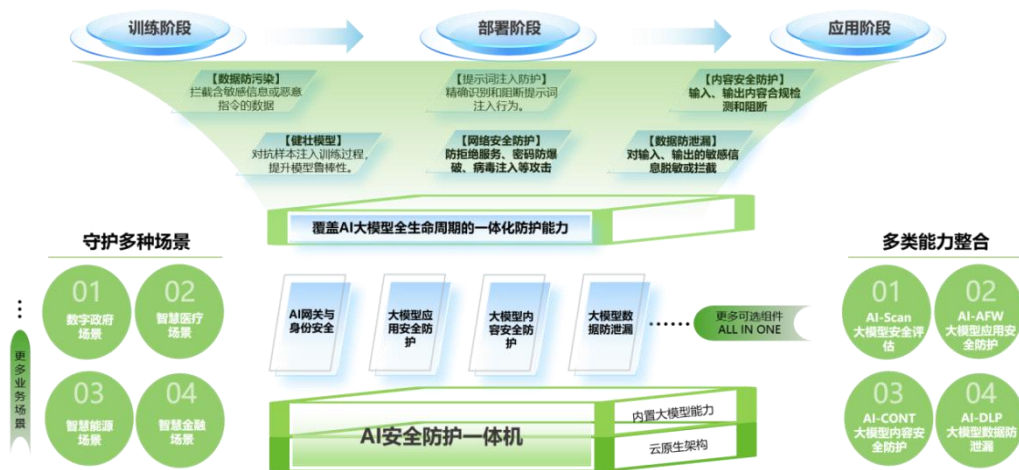 训练阶段
部署阶段
应用阶段
【数据防污染】
拦截含敏感信息或恶意
指令的数据
【提示词注入防护】
精确识别和阻断提示词
注入行为。
【内容安全防护】
输入、输出内容合规检
测和阻断
【健壮模型】
对抗样本注入训练过程，
提升模型鲁棒性。
【网络安全防护】
防拒绝服务、密码防爆
破、病毒注入等攻击
【数据防泄漏】
对输入、输出的敏感信
息脱敏或拦截
覆盖AI大模型全生命周期的一体化防护能力
守护多种场景
01
数字政府
场景
02
智慧医疗
场景
03
智慧能源
场景
04
智慧金融
场景
...
更多业务场景
AI网关与
身份安全
大模型应
用安全防
护
大模型内
容安全防
护
大模型数
据防泄漏
······
更多可选组件
ALL IN ONE
AI安全防护一体机
内置大模型能力
云原生架构
多类能力整合
01
AI-Scan
大模型安全评
估
02
AI-AFW
大模型应用安
全防护
03
AI-CONT
大模型内容安
全防护
04
AI-DLP
大模型数据防
泄漏